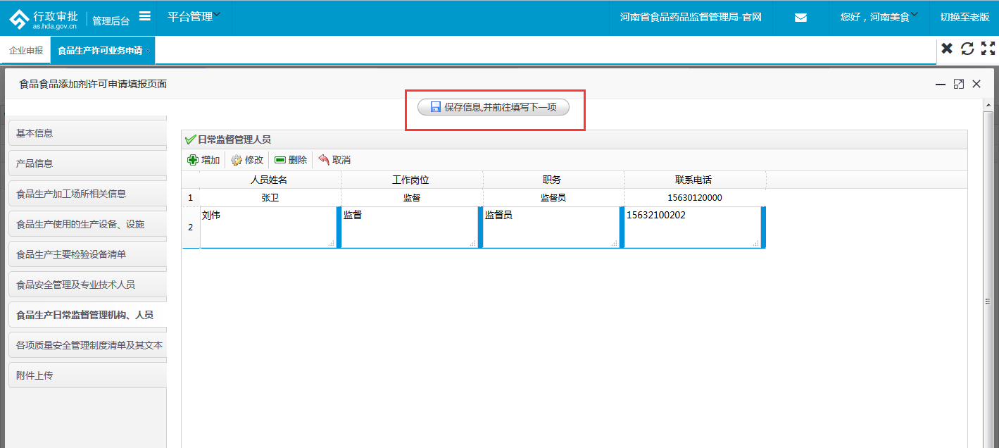 行政审批
as.hda.gov.cn
管理后台
平台管理
河南省食品药品监督管理局-官网
您好，河南美食
切换至老版
企业申报
食品生产许可业务申请
食品食品添加剂许可申请填报页面
保存信息,并前往填写下一项
基本信息
产品信息
食品生产加工场所相关信息
食品生产使用的生产设备、设施
食品生产主要检验设备清单
食品安全管理及专业技术人员
食品生产日常监督管理机构、人员
各项质量安全管理制度清单及其文本
附件上传
日常监督管理人员
增加 修改 删除 取消
人员姓名 工作岗位 职务 联系电话
1 张卫 监督 监督员 15630120000
2 刘伟 监督 监督员 15632100202